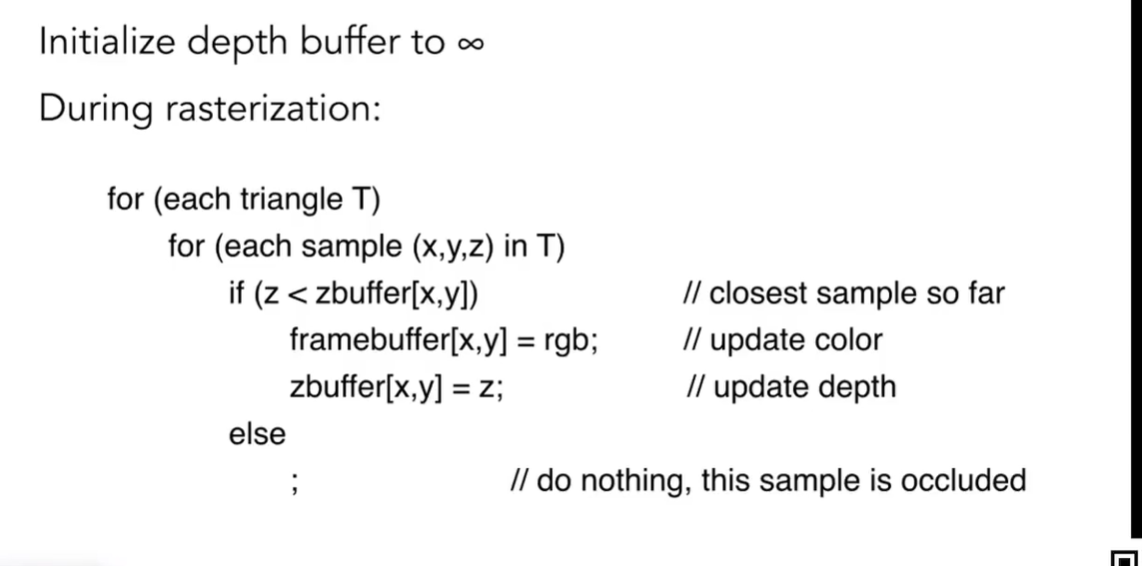 Initialize depth buffer to ∞
During rasterization:
for (each triangle T)
for (each sample (x,y,z) in T)
if (z < zbuffer[x,y]) // closest sample so far
framebuffer[x,y] = rgb; // update color
zbuffer[x,y] = z; // update depth
else
; // do nothing, this sample is occluded